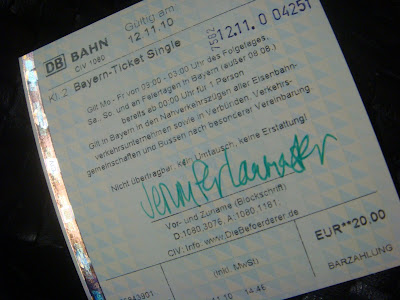 Gültig am
12.11.10
DB BAHN
CIV 1080
7502 12.11.0 04251
Kl. 2 Bayern-Ticket Single
Gilt Mo - Fr von 09:00 - 03:00 Uhr des Folgetages,
Sa, So, und an Feiertagen in Bayern (außer 08.08.)
bereits ab 00:00 Uhr für 1 Person
Gilt in Bayern in den Nahverkehrszügen aller Eisenbahn-
verkehrsunternehmen sowie in Verbünden, Verkehrs-
gemeinschaften und Bussen nach besonderer Vereinbarung.
Nicht übertragbar, kein Umtausch, keine Erstattung!
Vor- und Zuname (Blockschrift)
D:1080,3076, A:1080,1181,
CIV: Info: www.DieBefoerderer.de
EUR**20.00
(inkl. MwSt)
BARZAHLUNG